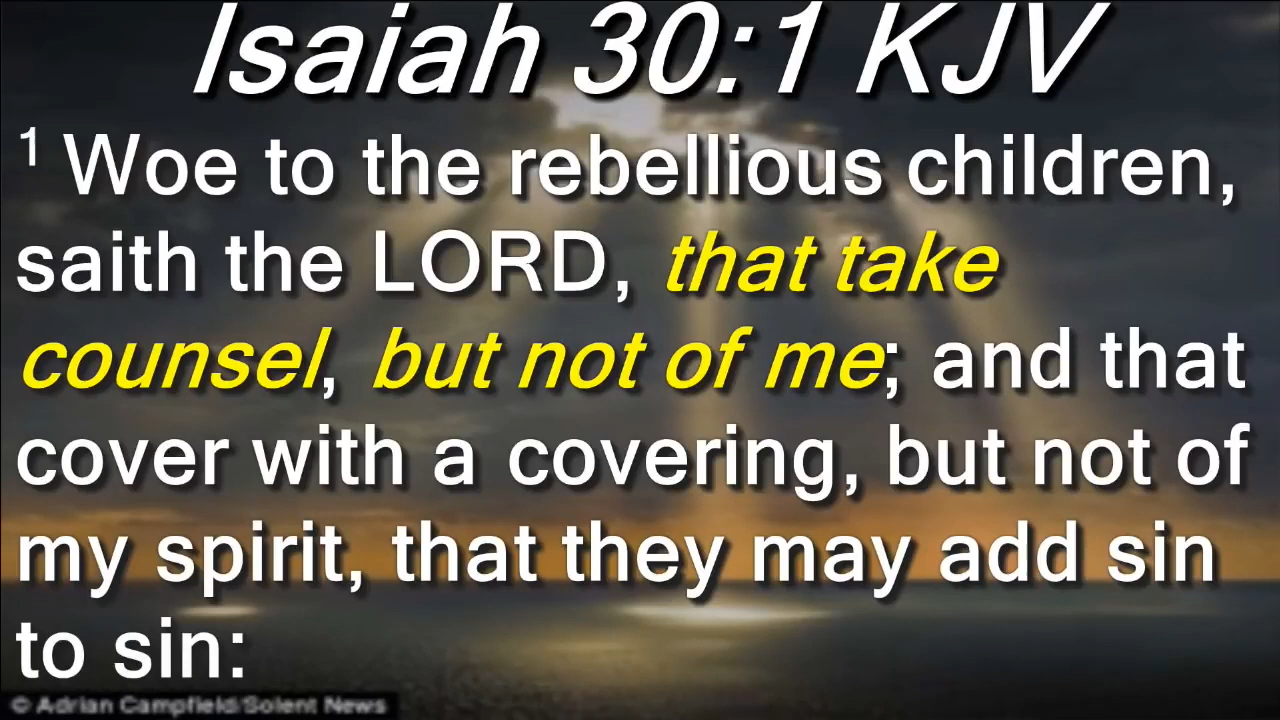 Isaiah 30:1 KJV
1 Woe to the rebellious children,
saith the LORD, that take
counsel, but not of me; and that
cover with a covering, but not of
my spirit, that they may add sin
to sin:
© Adrian Campfield/Solent News